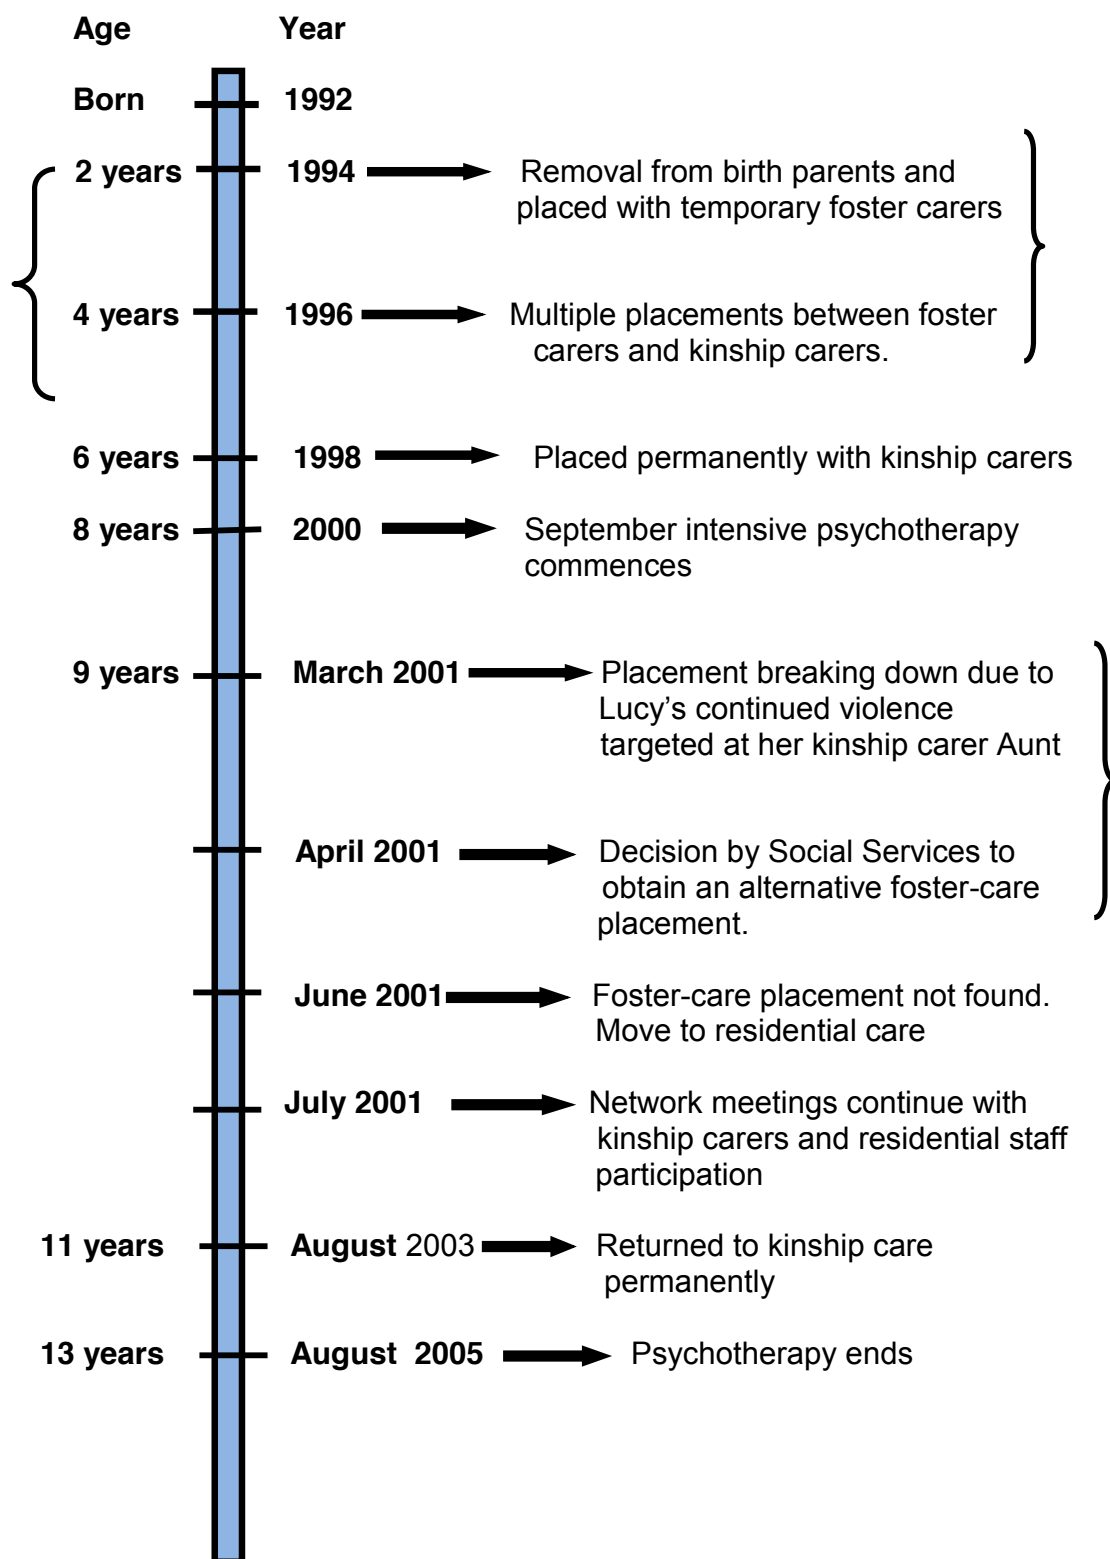 Age Year
Born 1992
2 years 1994 Removal from birth parents and
placed with temporary foster carers
4 years 1996 Multiple placements between foster
carers and kinship carers.
6 years 1998 Placed permanently with kinship carers
8 years 2000 September intensive psychotherapy
commences
9 years March 2001 Placement breaking down due to
Lucy’s continued violence
targeted at her kinship carer Aunt
April 2001 Decision by Social Services to
obtain an alternative foster-care
placement.
June 2001 Foster-care placement not found.
Move to residential care
July 2001 Network meetings continue with
kinship carers and residential staff
participation
11 years August 2003 Returned to kinship care
permanently
13 years August 2005 Psychotherapy ends